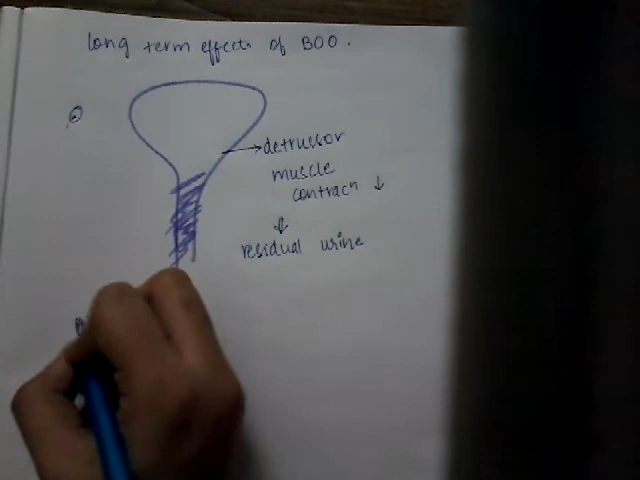 long term effects of BOO.
detrussor
muscle
contracn ↓
↓
residual urine